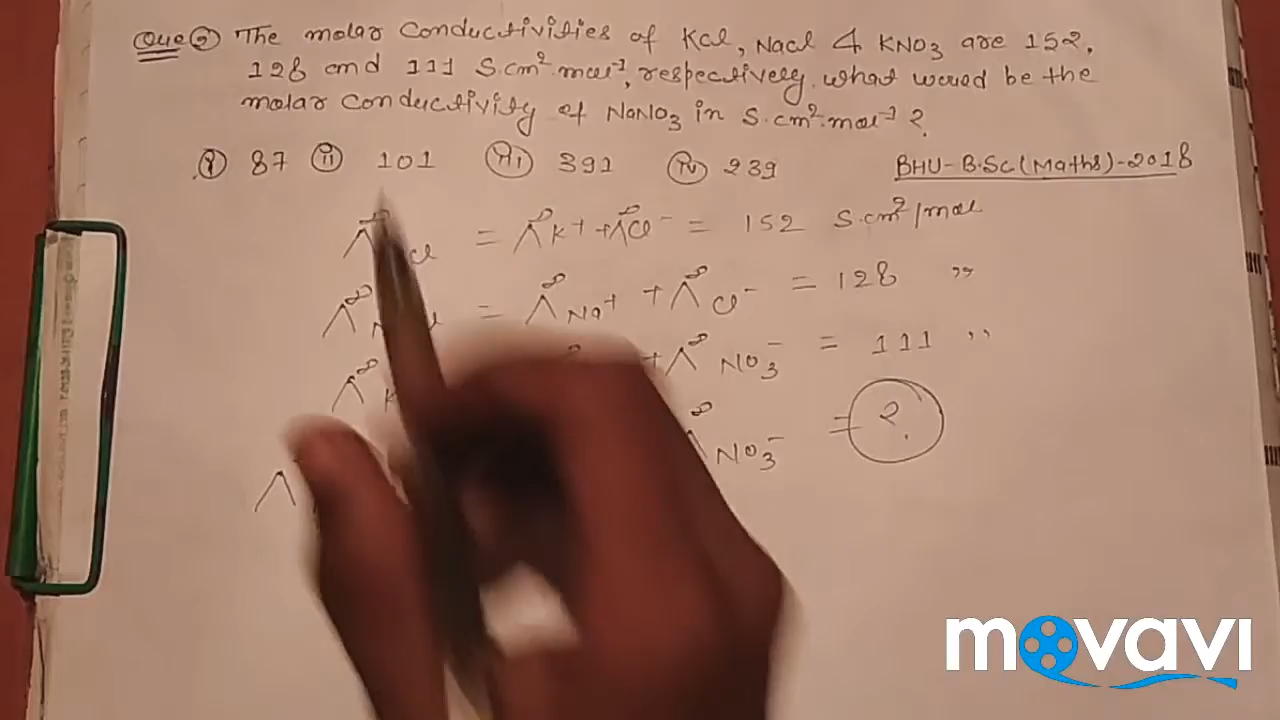 Que② The molar conductivities of KCl, NaCl & KNO3 are 152,
128 and 111 S.cm².mol⁻¹, respectively. what would be the
molar conductivity of NaNO3 in S.cm².mol⁻¹ ?
ⓘ 87 ⓘⓘ 101 ⓘⓘⓘ 391 ⓘⓥ 239 BHU-B.Sc(Maths)-2018
Λ∞ Cl = Λ∞ K+ + Λ∞ Cl⁻ = 152 S.cm²/mol
Λ∞ = Λ∞ Na+ + Λ∞ Cl⁻ = 128 ”
Λ∞ K + Λ∞ NO3⁻ = 111 ”
Λ∞ NO3⁻ = ?
Λ
movavi